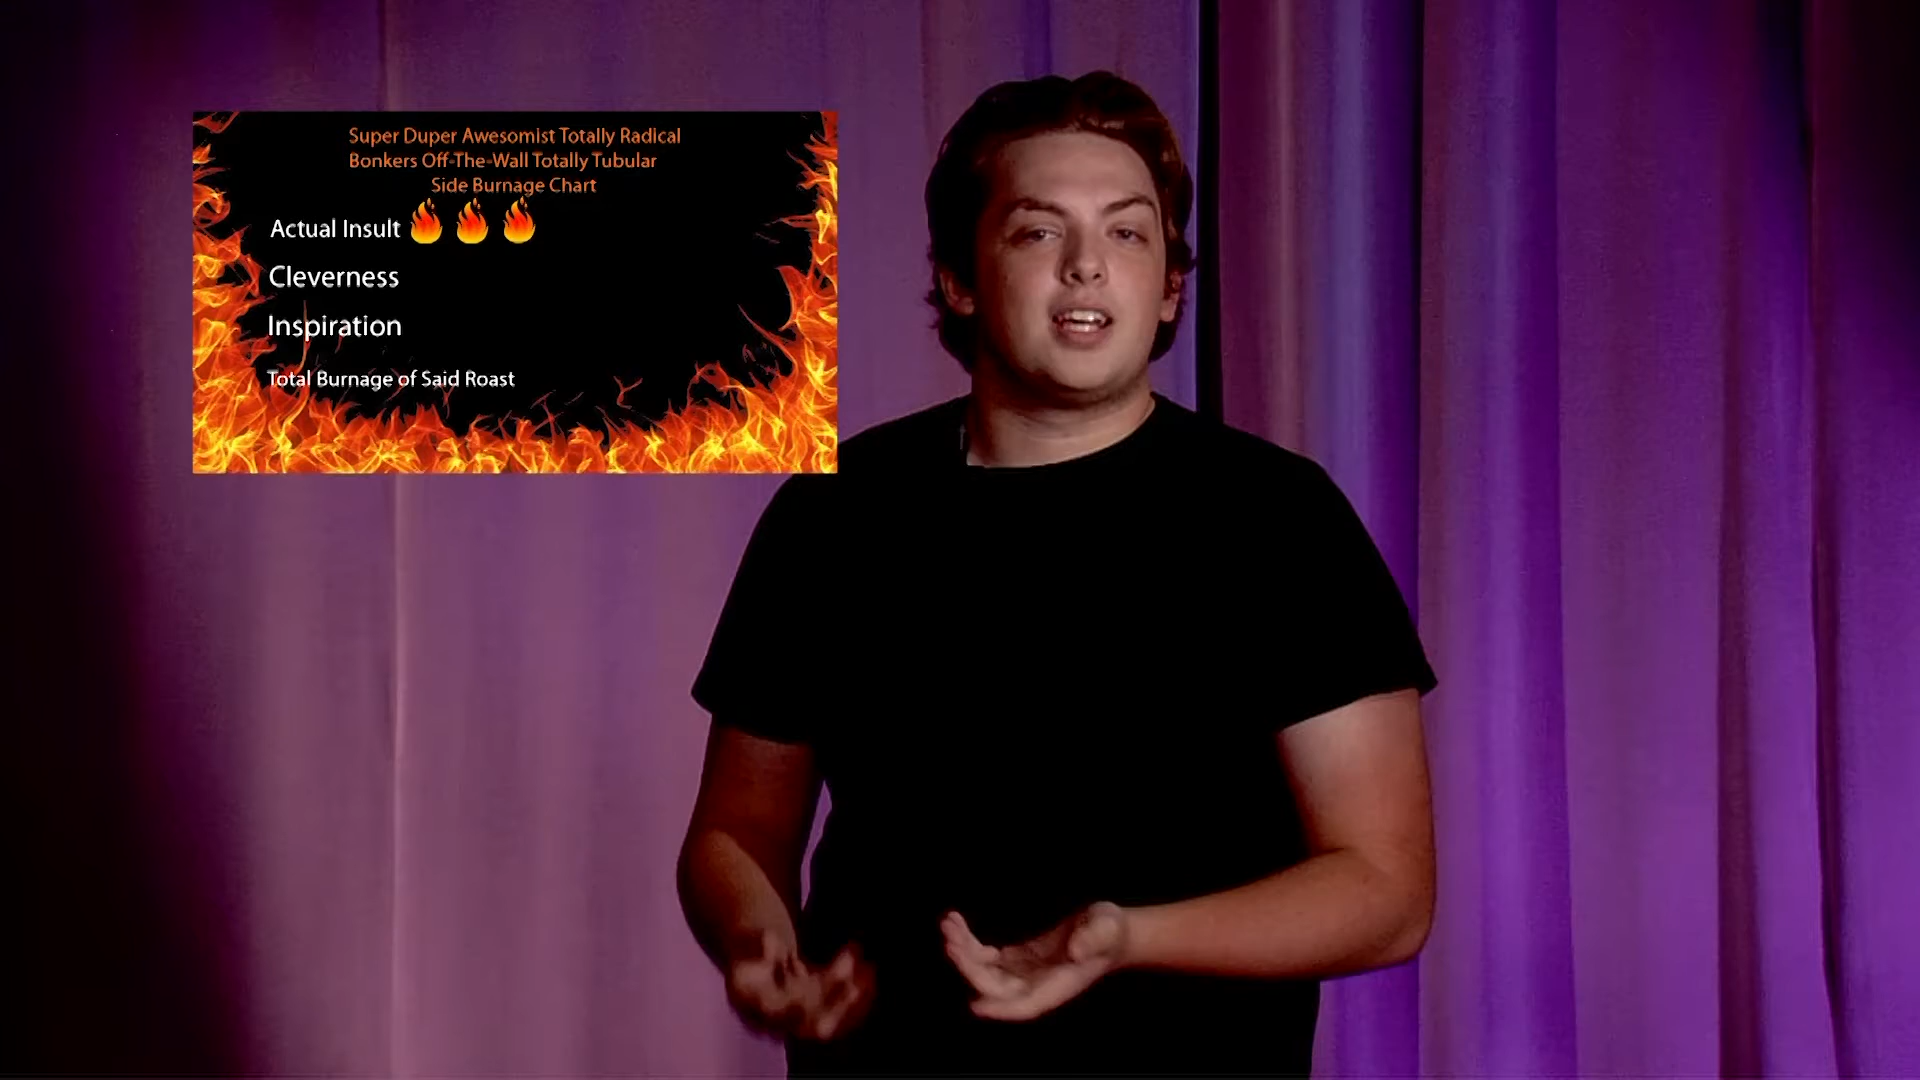 Super Duper Awesomist Totally Radical
Bonkers Off-The-Wall Totally Tubular
Side Burnage Chart
Actual Insult
Cleverness
Inspiration
Total Burnage of Said Roast